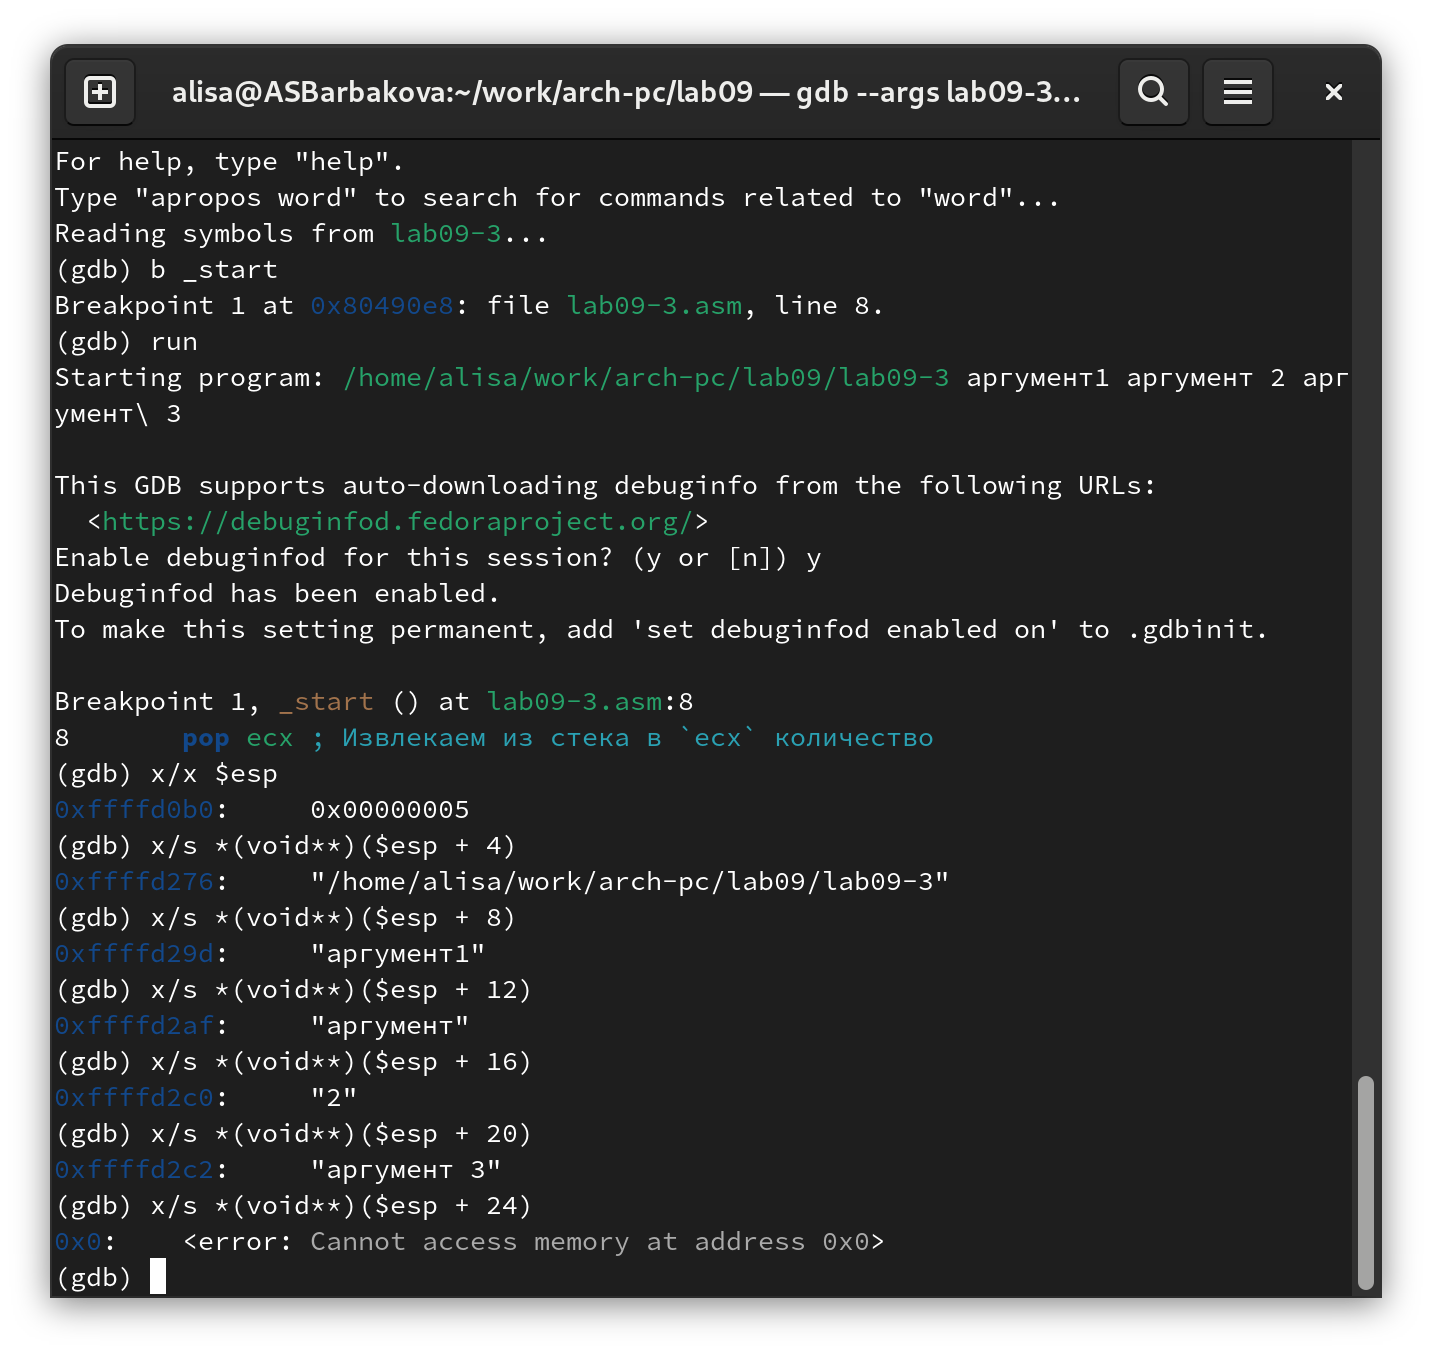 alisa@ASBarbakova:~/work/arch-pc/lab09 — gdb --args lab09-3…
For help, type "help".
Type "apropos word" to search for commands related to "word"...
Reading symbols from lab09-3...
(gdb) b _start
Breakpoint 1 at 0x80490e8: file lab09-3.asm, line 8.
(gdb) run
Starting program: /home/alisa/work/arch-pc/lab09/lab09-3 аргумент1 аргумент 2 арг
умент\ 3
This GDB supports auto-downloading debuginfo from the following URLs:
  <https://debuginfod.fedoraproject.org/>
Enable debuginfod for this session? (y or [n]) y
Debuginfod has been enabled.
To make this setting permanent, add 'set debuginfod enabled on' to .gdbinit.
Breakpoint 1, _start () at lab09-3.asm:8
8       pop ecx ; Извлекаем из стека в `ecx` количество
(gdb) x/x $esp
0xffffd0b0:     0x00000005
(gdb) x/s *(void**)($esp + 4)
0xffffd276:     "/home/alisa/work/arch-pc/lab09/lab09-3"
(gdb) x/s *(void**)($esp + 8)
0xffffd29d:     "аргумент1"
(gdb) x/s *(void**)($esp + 12)
0xffffd2af:     "аргумент"
(gdb) x/s *(void**)($esp + 16)
0xffffd2c0:     "2"
(gdb) x/s *(void**)($esp + 20)
0xffffd2c2:     "аргумент 3"
(gdb) x/s *(void**)($esp + 24)
0x0:    <error: Cannot access memory at address 0x0>
(gdb)